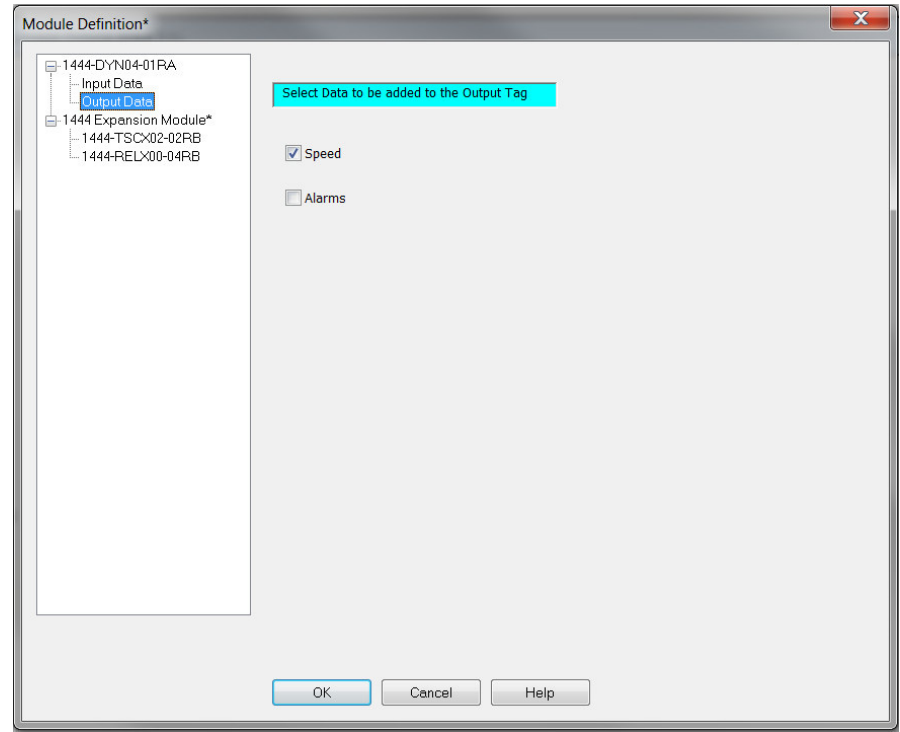 Module Definition*
1444-DYN04-01RA
Input Data
Output Data
1444 Expansion Module*
1444-TSCX02-02RB
1444-RELX00-04RB
Select Data to be added to the Output Tag
Speed
Alarms
OK Cancel Help